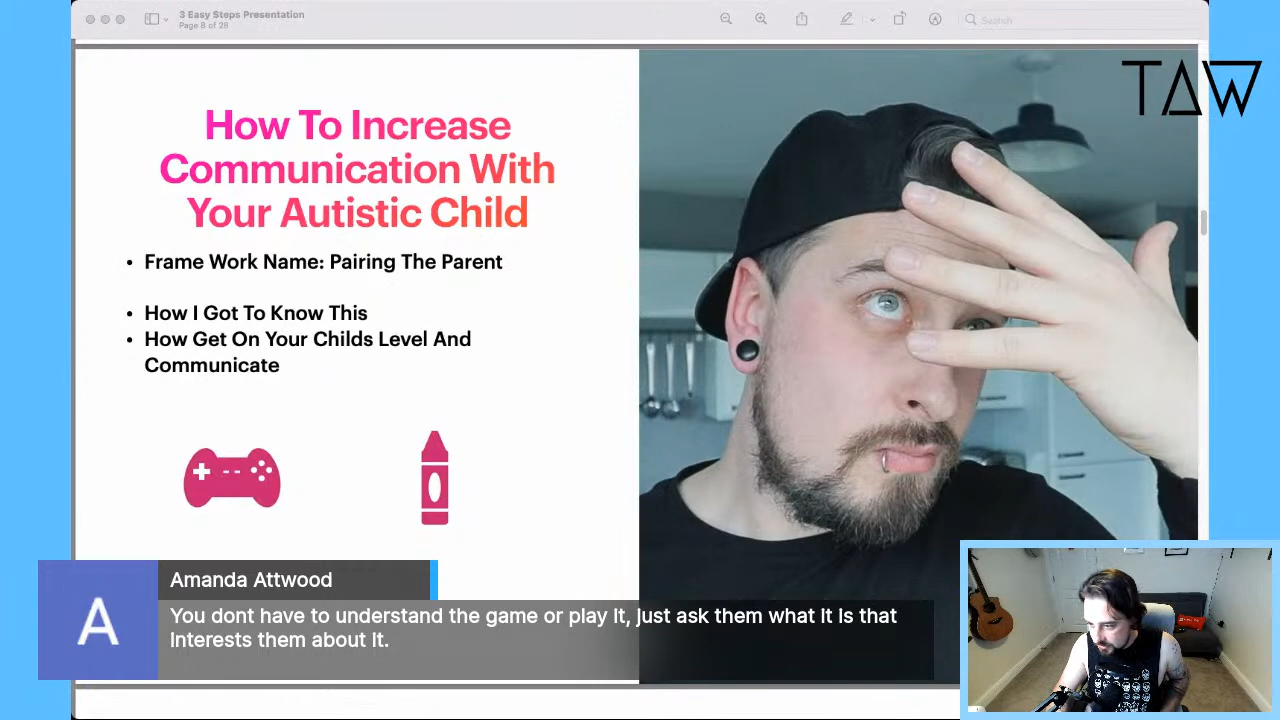 3 Easy Steps Presentation
Page 8 of 28
Search
TAW
How To Increase
Communication With
Your Autistic Child
• Frame Work Name: Pairing The Parent
• How I Got To Know This
• How Get On Your Childs Level And
Communicate
A
Amanda Attwood
You dont have to understand the game or play it, just ask them what it is that
interests them about it.